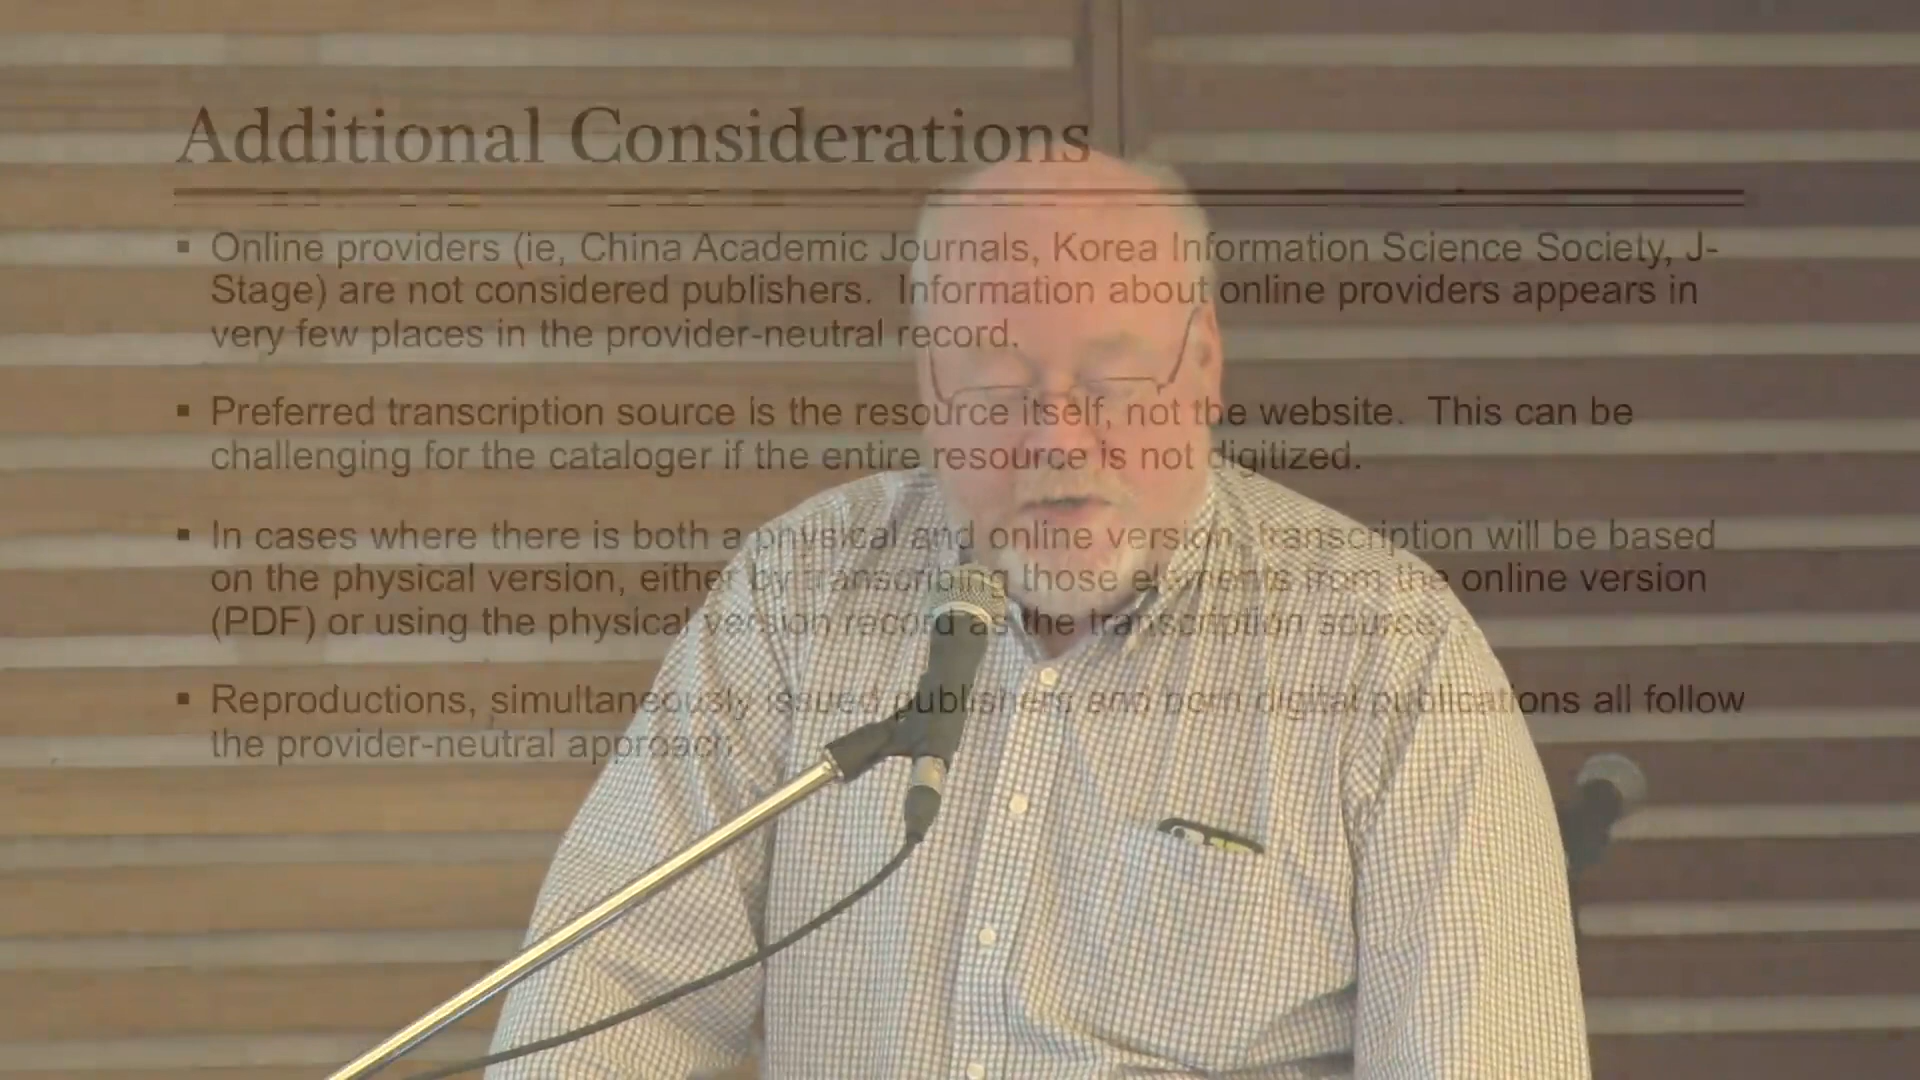 Additional Considerations
▪ Online providers (ie, China Academic Journals, Korea Information Science Society, J-
Stage) are not considered publishers.  Information about online providers appears in
very few places in the provider-neutral record.
▪ Preferred transcription source is the resource itself, not the website.  This can be
challenging for the cataloger if the entire resource is not digitized.
▪ In cases where there is both a physical and online version, transcription will be based
on the physical version, either by transcribing those elements from the online version
(PDF) or using the physical version record as the transcription source.
▪ Reproductions, simultaneously issued publishers and born digital publications all follow
the provider-neutral approach.